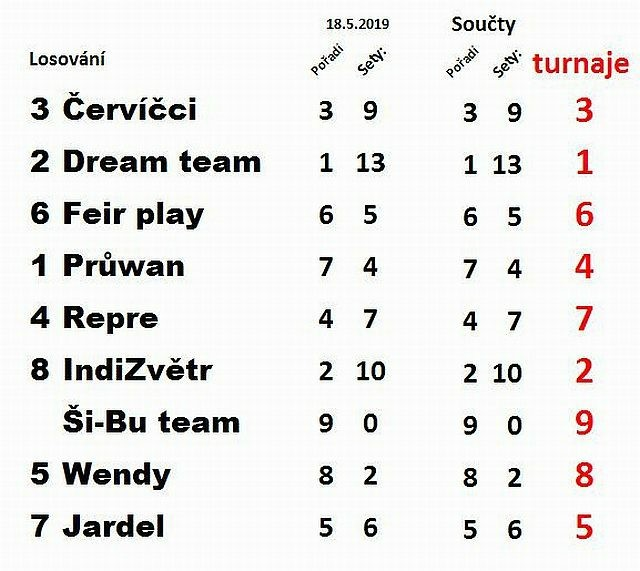 18.5.2019 Součty
Losování Pořadí Sety: Pořadí Sety: turnaje
3 Červíčci 3 9 3 9 3
2 Dream team 1 13 1 13 1
6 Feir play 6 5 6 5 6
1 Průwan 7 4 7 4 4
4 Repre 4 7 4 7 7
8 IndiZvětr 2 10 2 10 2
Ši-Bu team 9 0 9 0 9
5 Wendy 8 2 8 2 8
7 Jardel 5 6 5 6 5